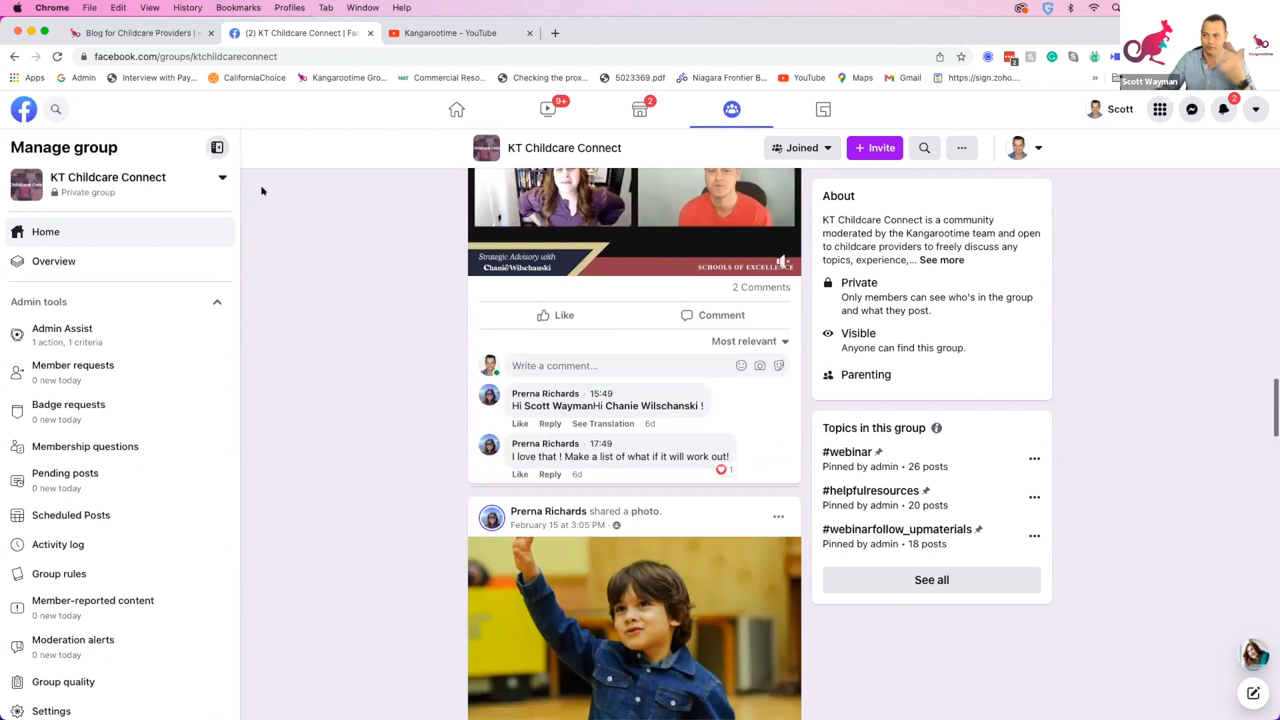 Chrome File Edit View History Bookmarks Profiles Tab Window Help
Blog for Childcare Providers |
(2) KT Childcare Connect | Fac
Kangarootime - YouTube
facebook.com/groups/ktchildcareconnect
Apps
Admin
Interview with Pay...
CaliforniaChoice
Kangarootime Gro...
Commercial Reso...
Checking the prox...
5023369.pdf
Niagara Frontier B...
YouTube
Maps
Gmail
https://sign.zoho...
Scott Wayman
Kangarootime
9+
2
Scott
2
Manage group
KT Childcare Connect
Private group
Home
Overview
Admin tools
Admin Assist
1 action, 1 criteria
Member requests
0 new today
Badge requests
0 new today
Membership questions
Pending posts
0 new today
Scheduled Posts
Activity log
Group rules
Member-reported content
0 new today
Moderation alerts
0 new today
Group quality
Settings
KT Childcare Connect
Joined
Invite
Strategic Advisory with
Chanie Wilschanski
SCHOOLS OF EXCELLENCE
2 Comments
Like
Comment
Most relevant
Write a comment...
Prerna Richards · 15:49
Hi Scott WaymanHi Chanie Wilschanski !
Like Reply See Translation 6d
Prerna Richards · 17:49
I love that ! Make a list of what if it will work out!
1
Like Reply 6d
Prerna Richards shared a photo.
February 15 at 3:05 PM ·
About
KT Childcare Connect is a community
moderated by the Kangarootime team and open
to childcare providers to freely discuss any
topics, experience,... See more
Private
Only members can see who's in the group
and what they post.
Visible
Anyone can find this group.
Parenting
Topics in this group
#webinar
Pinned by admin · 26 posts
#helpfulresources
Pinned by admin · 20 posts
#webinarfollow_upmaterials
Pinned by admin · 18 posts
See all